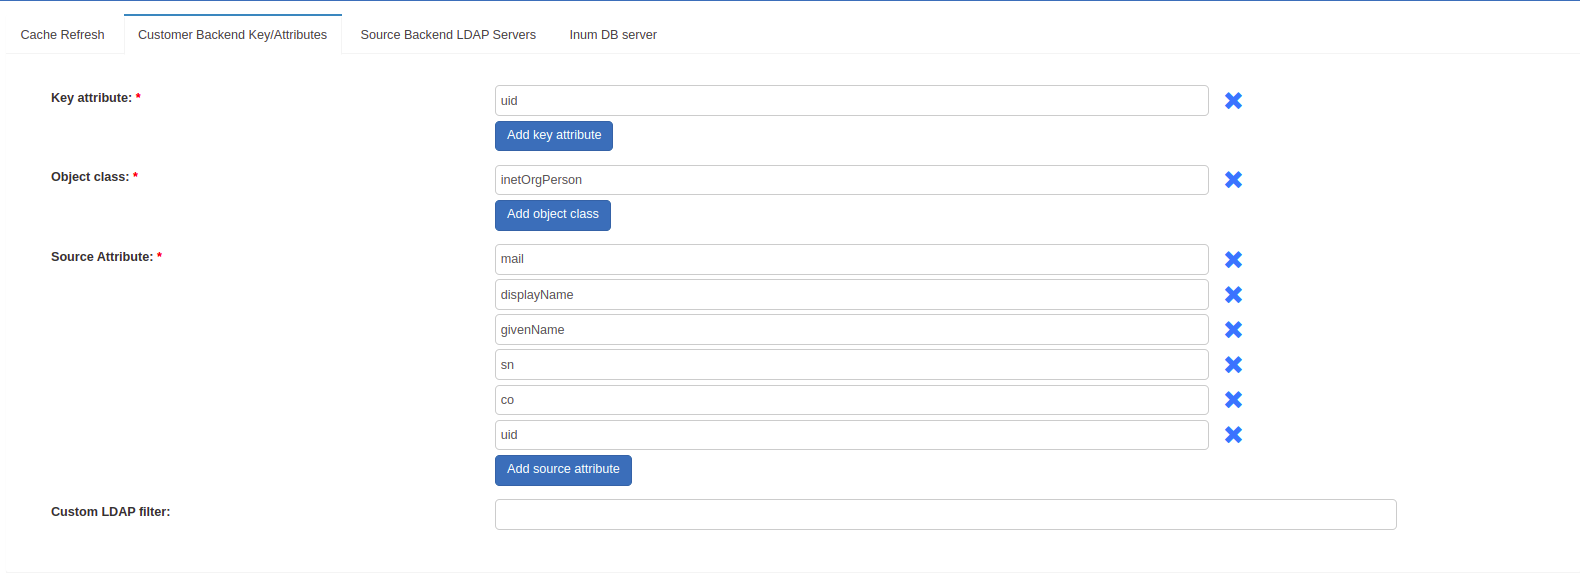 Cache Refresh Customer Backend Key/Attributes Source Backend LDAP Servers Inum DB server
Key attribute: * uid
Add key attribute
Object class: * inetOrgPerson
Add object class
Source Attribute: * mail
displayName
givenName
sn
co
uid
Add source attribute
Custom LDAP filter: